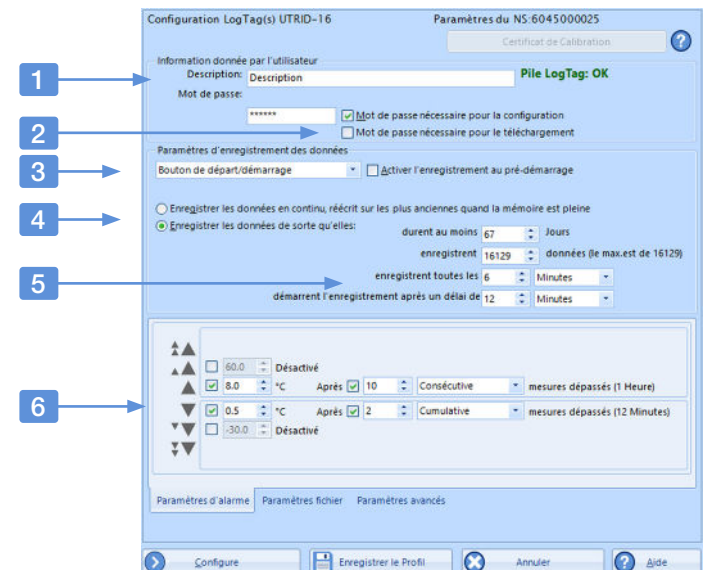 Configuration LogTag(s) UTRID-16 Paramètres du NS:6045000025
Certificat de Calibration ?
Information donnée par l'utilisateur
1
Description: Description Pile LogTag: OK
Mot de passe:
****** Mot de passe nécessaire pour la configuration
2
Mot de passe nécessaire pour le téléchargement
Paramètres d'enregistrement des données
3
Bouton de départ/démarrage Activer l'enregistrement au pré-démarrage
4
Enregistrer les données en continu, réécrit sur les plus anciennes quand la mémoire est pleine
Enregistrer les données de sorte qu'elles:
durent au moins 67 Jours
enregistrent 16129 données (le max.est de 16129)
5
enregistrent toutes les 6 Minutes
démarrent l'enregistrement après un délai de 12 Minutes
60.0 Désactivé
8.0 °C Après 10 Consécutive mesures dépassés (1 Heure)
6
0.5 °C Après 2 Cumulative mesures dépassés (12 Minutes)
-30.0 Désactivé
Paramètres d'alarme Paramètres fichier Paramètres avancés
Configure Enregistrer le Profil Annuler ? Aide